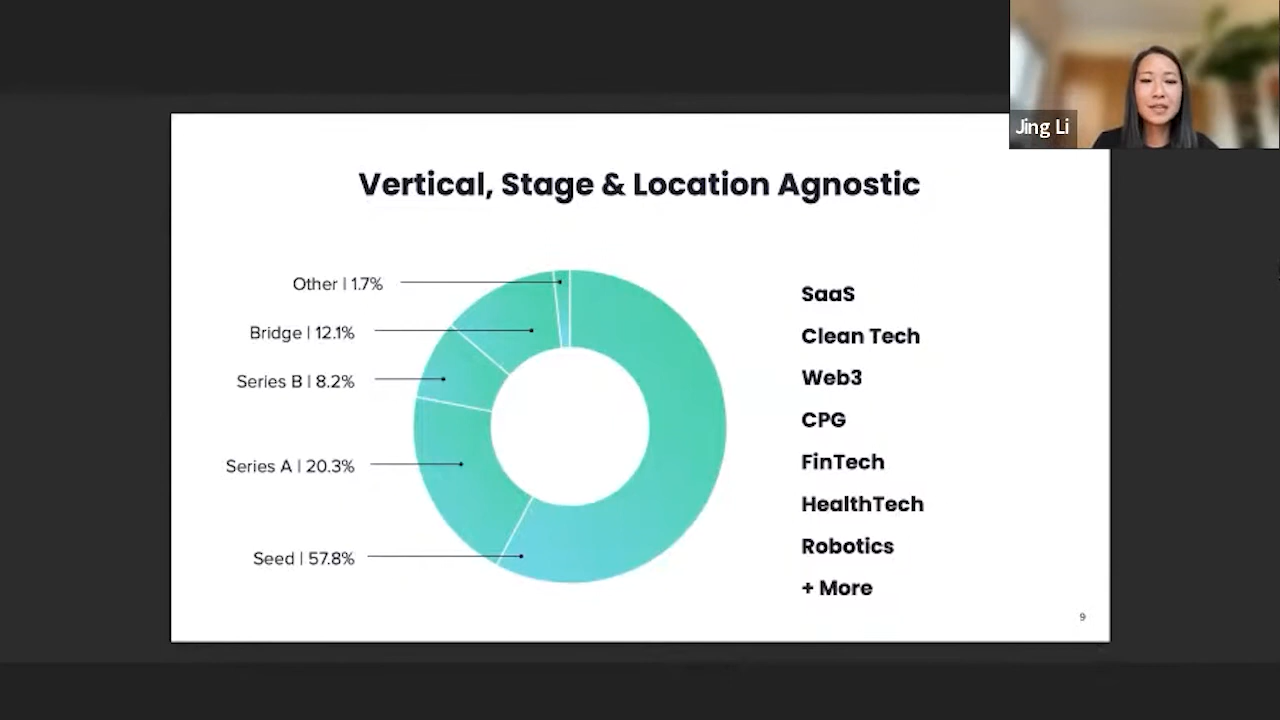 Jing Li
Vertical, Stage & Location Agnostic
Other | 1.7%
Bridge | 12.1%
Series B | 8.2%
Series A | 20.3%
Seed | 57.8%
SaaS
Clean Tech
Web3
CPG
FinTech
HealthTech
Robotics
+ More
9